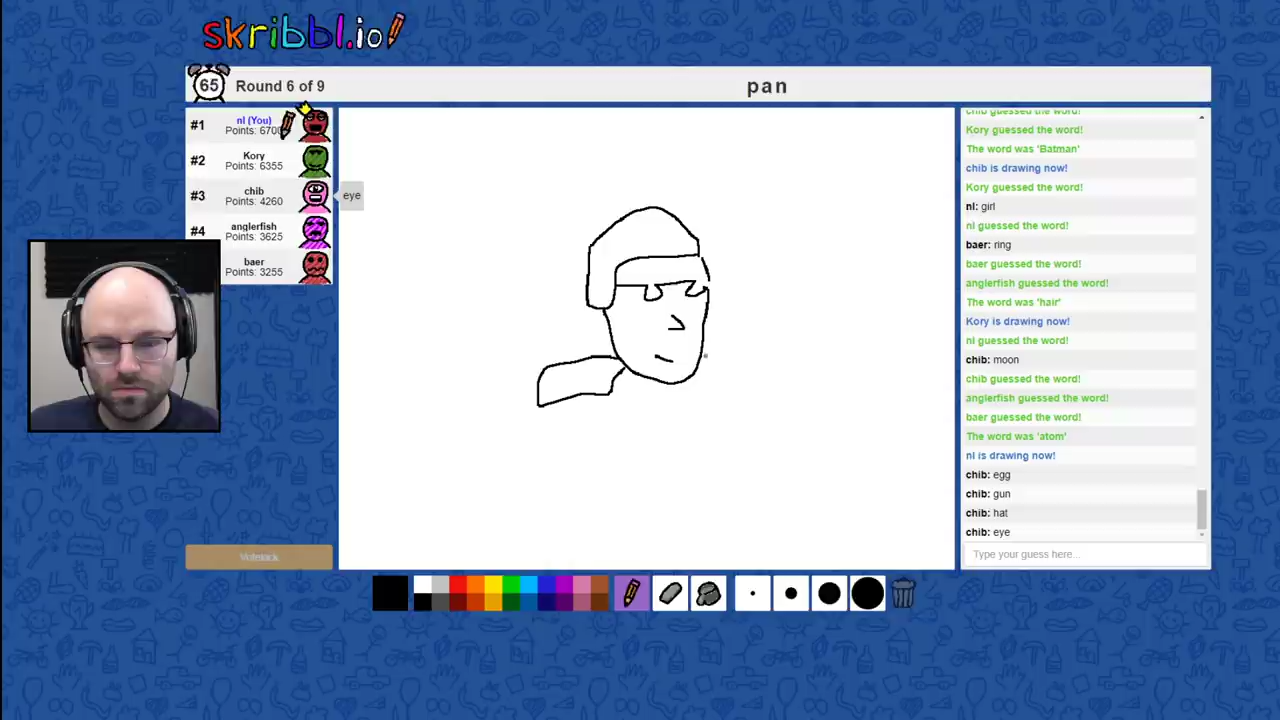 skribbl.io
65
Round 6 of 9
pan
#1
nl (You)
Points: 6700
#2
Kory
Points: 6355
#3
chib
Points: 4260
#4
anglerfish
Points: 3625
baer
Points: 3255
eye
Votekick
chib guessed the word!
Kory guessed the word!
The word was 'Batman'
chib is drawing now!
Kory guessed the word!
nl: girl
nl guessed the word!
baer: ring
baer guessed the word!
anglerfish guessed the word!
The word was 'hair'
Kory is drawing now!
nl guessed the word!
chib: moon
chib guessed the word!
anglerfish guessed the word!
baer guessed the word!
The word was 'atom'
nl is drawing now!
chib: egg
chib: gun
chib: hat
chib: eye
Type your guess here...